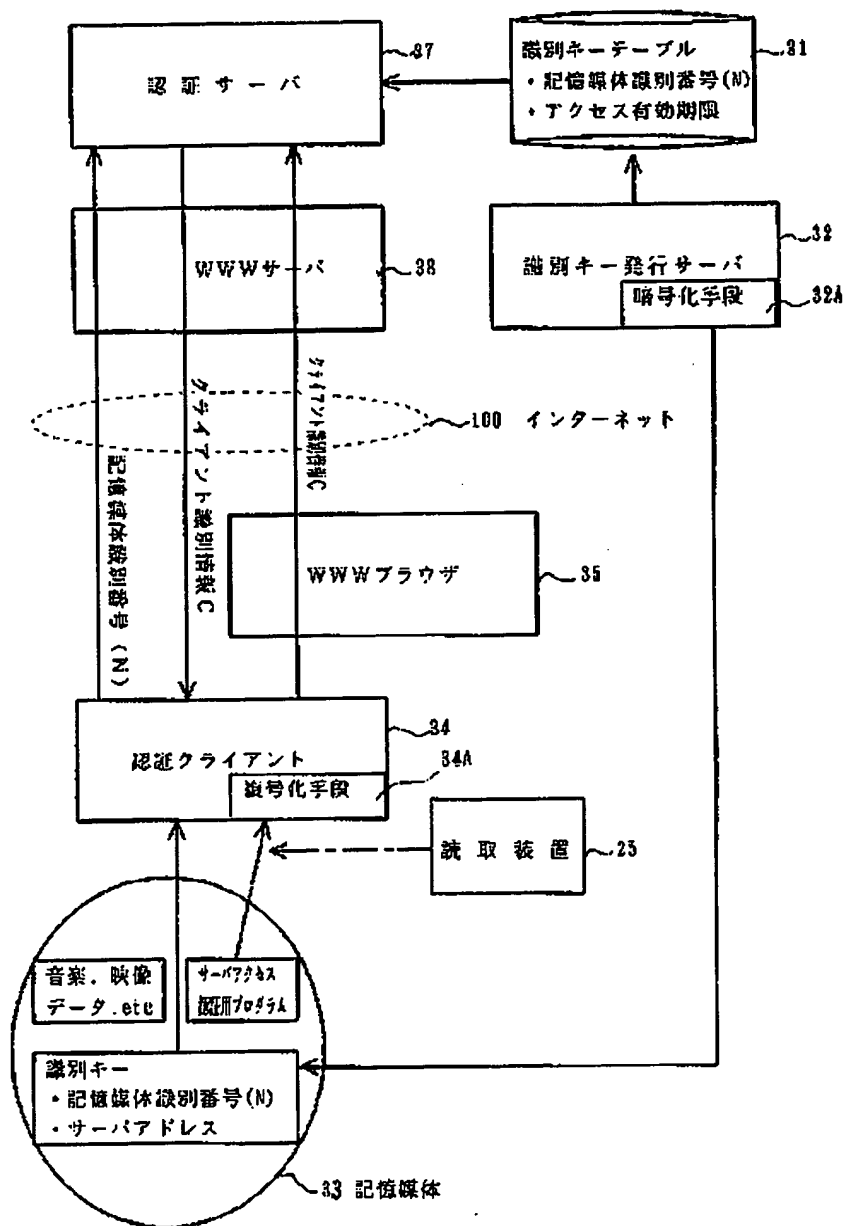 認証サーバ
37
識別キーテーブル
・記憶媒体識別番号(N)
・アクセス有効期限
31
WWWサーバ
38
識別キー発行サーバ
32
暗号化手段
32A
記憶媒体識別番号(N)
クライアント識別情報C
クライアント識別情報C
100 インターネット
WWWブラウザ
35
認証クライアント
34
復号化手段
34A
読取装置
23
音楽.映像
データ.etc
サーバアクセス
認証用プログラム
識別キー
・記憶媒体識別番号(N)
・サーバアドレス
33 記憶媒体